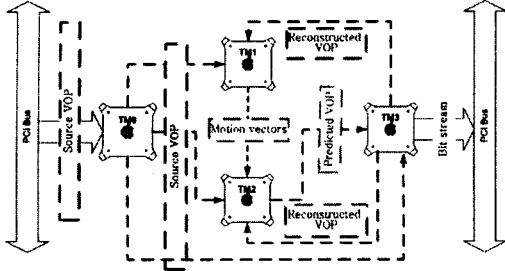 PCI Bus
Source VOP
TM0
Source VOP
TM1
Reconstructed
VOP
Motion vectors
TM2
Predicted VOP
Reconstructed
VOP
TM3
Bit stream
PCI Bus